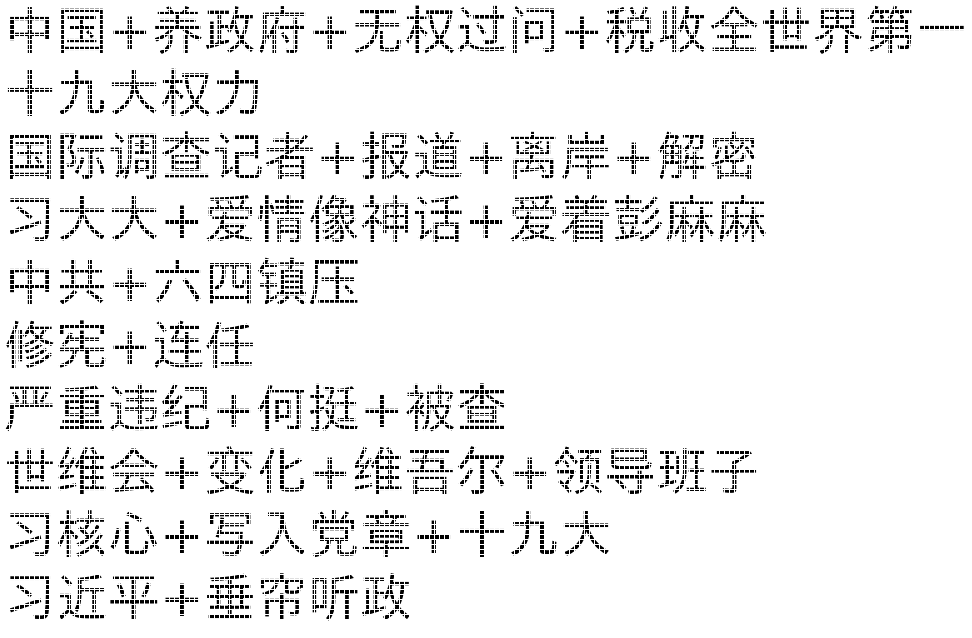 中国+养政府+无权过问+税收全世界第一
十九大权力
国际调查记者+报道+离岸+解密
习大大+爱情像神话+爱着彭麻麻
中共+六四镇压
修宪+连任
严重违纪+何挺+被查
世维会+变化+维吾尔+领导班子
习核心+写入党章+十九大
习近平+垂帘听政